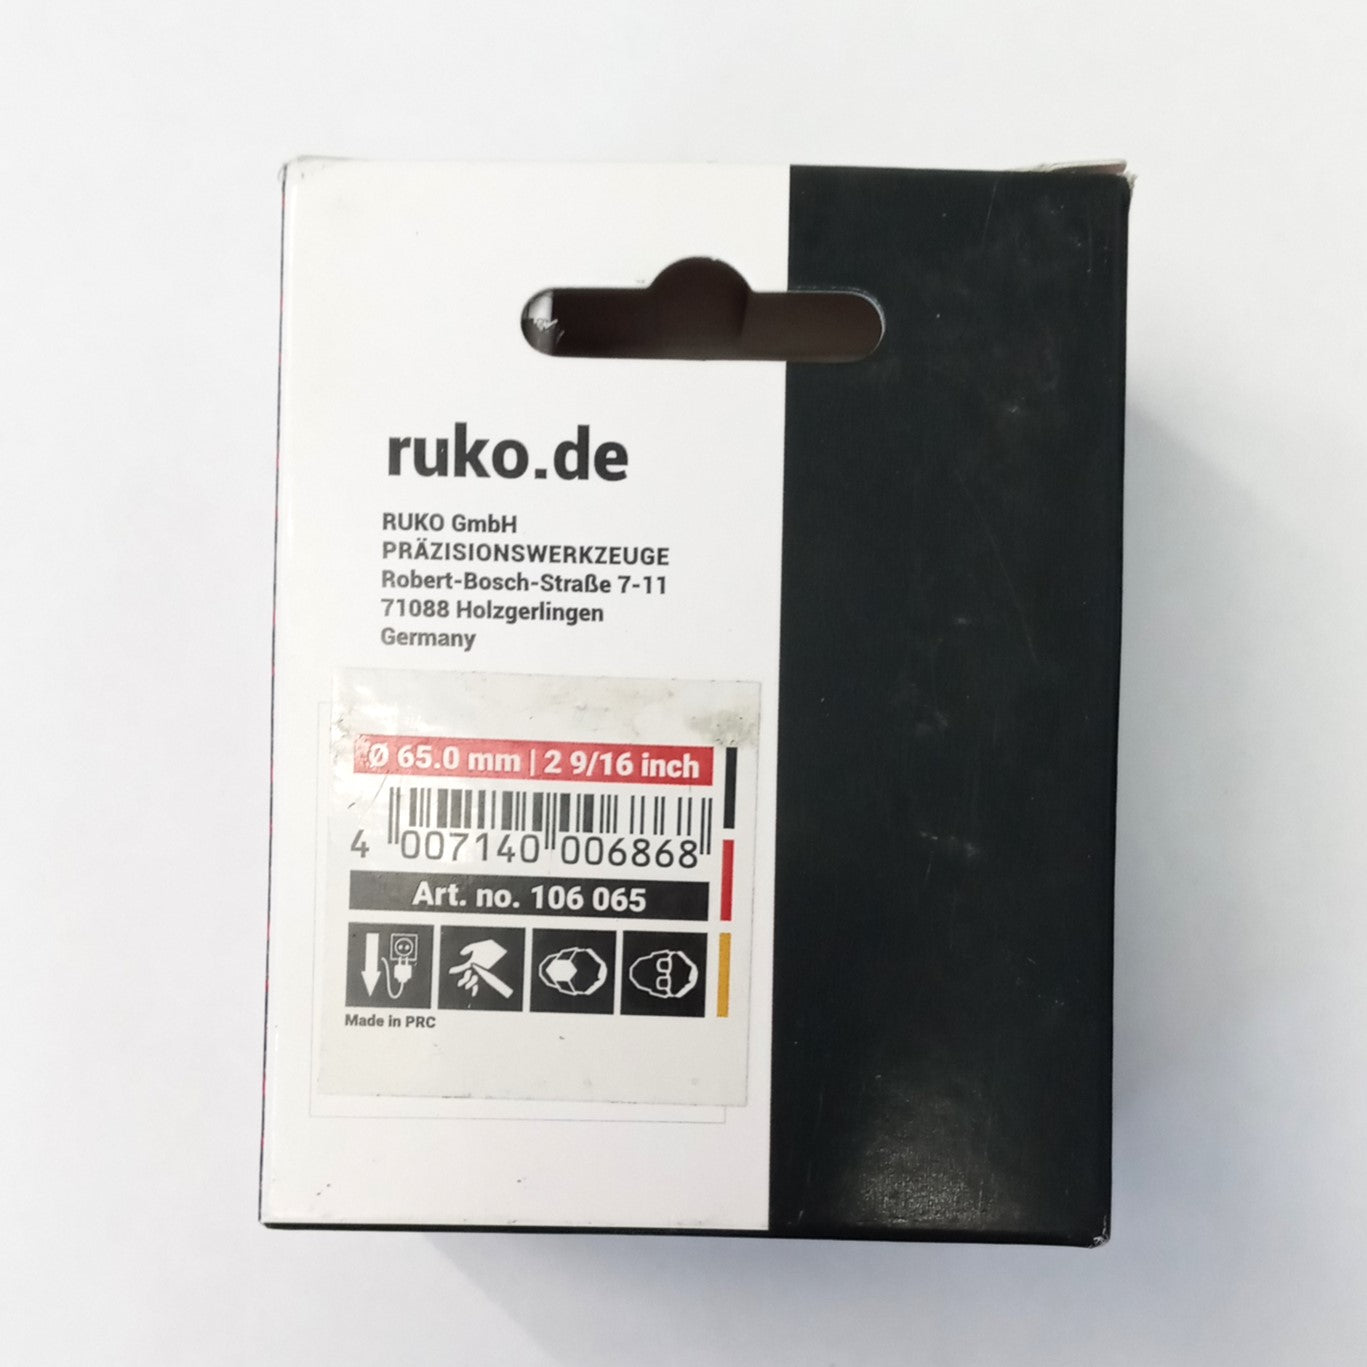 ruko.de
RUKO GmbH
PRÄZISIONSWERKZEUGE
Robert-Bosch-Straße 7-11
71088 Holzgerlingen
Germany
Ø 65.0 mm | 2 9/16 inch
4 007140 006868
Art. no. 106 065
Made in PRC